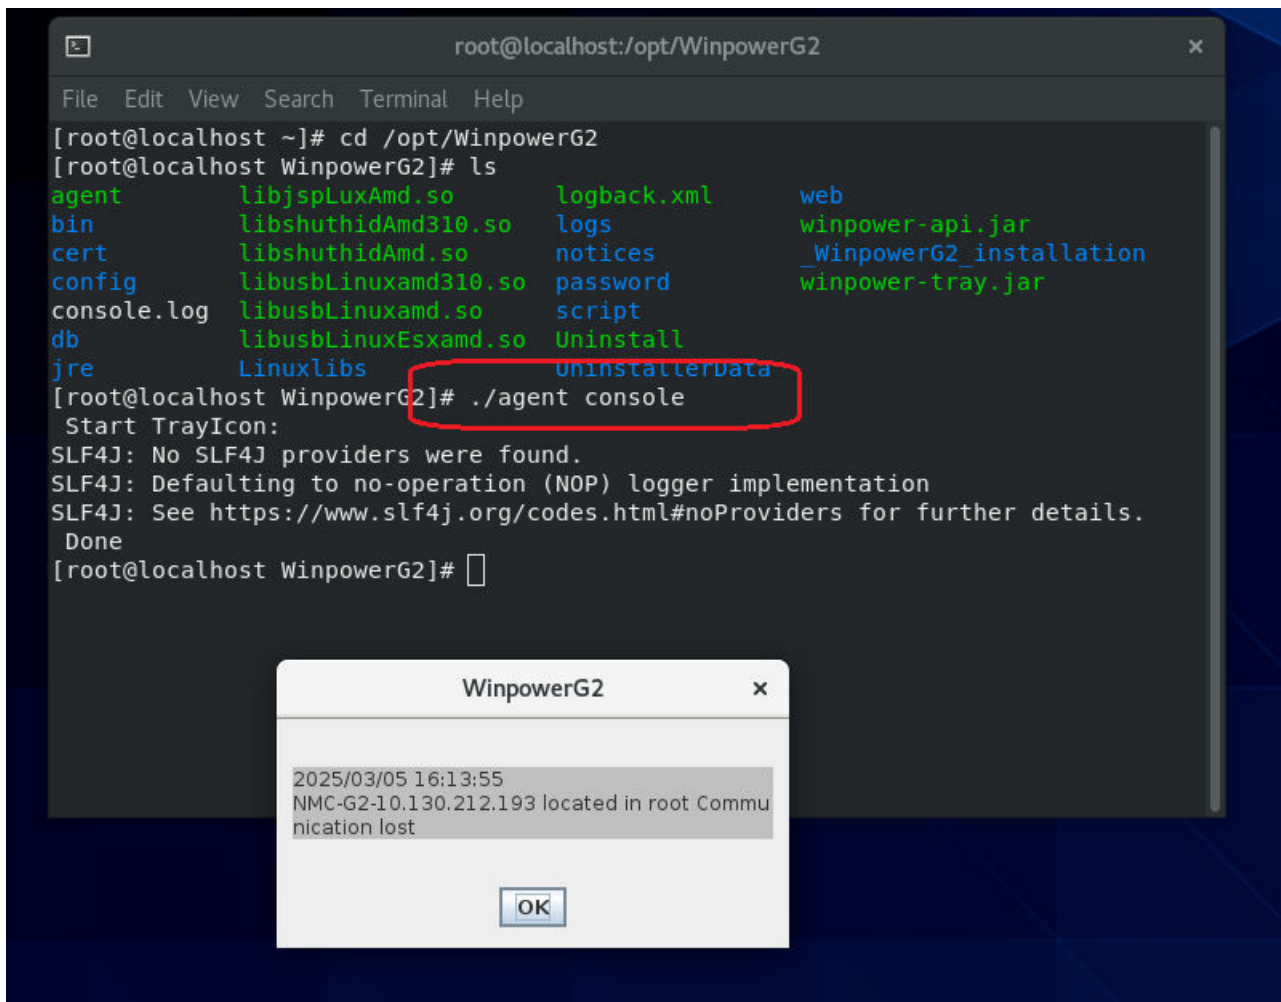 root@localhost:/opt/WinpowerG2 ×
File Edit View Search Terminal Help
[root@localhost ~]# cd /opt/WinpowerG2
[root@localhost WinpowerG2]# ls
agent libjspLuxAmd.so logback.xml web
bin libshuthidAmd310.so logs winpower-api.jar
cert libshuthidAmd.so notices _WinpowerG2_installation
config libusbLinuxamd310.so password winpower-tray.jar
console.log libusbLinuxamd.so script
db libusbLinuxEsxamd.so Uninstall
jre Linuxlibs UninstallerData
[root@localhost WinpowerG2]# ./agent console
Start TrayIcon:
SLF4J: No SLF4J providers were found.
SLF4J: Defaulting to no-operation (NOP) logger implementation
SLF4J: See https://www.slf4j.org/codes.html#noProviders for further details.
Done
[root@localhost WinpowerG2]#
WinpowerG2 ×
2025/03/05 16:13:55
NMC-G2-10.130.212.193 located in root Commu
nication lost
OK